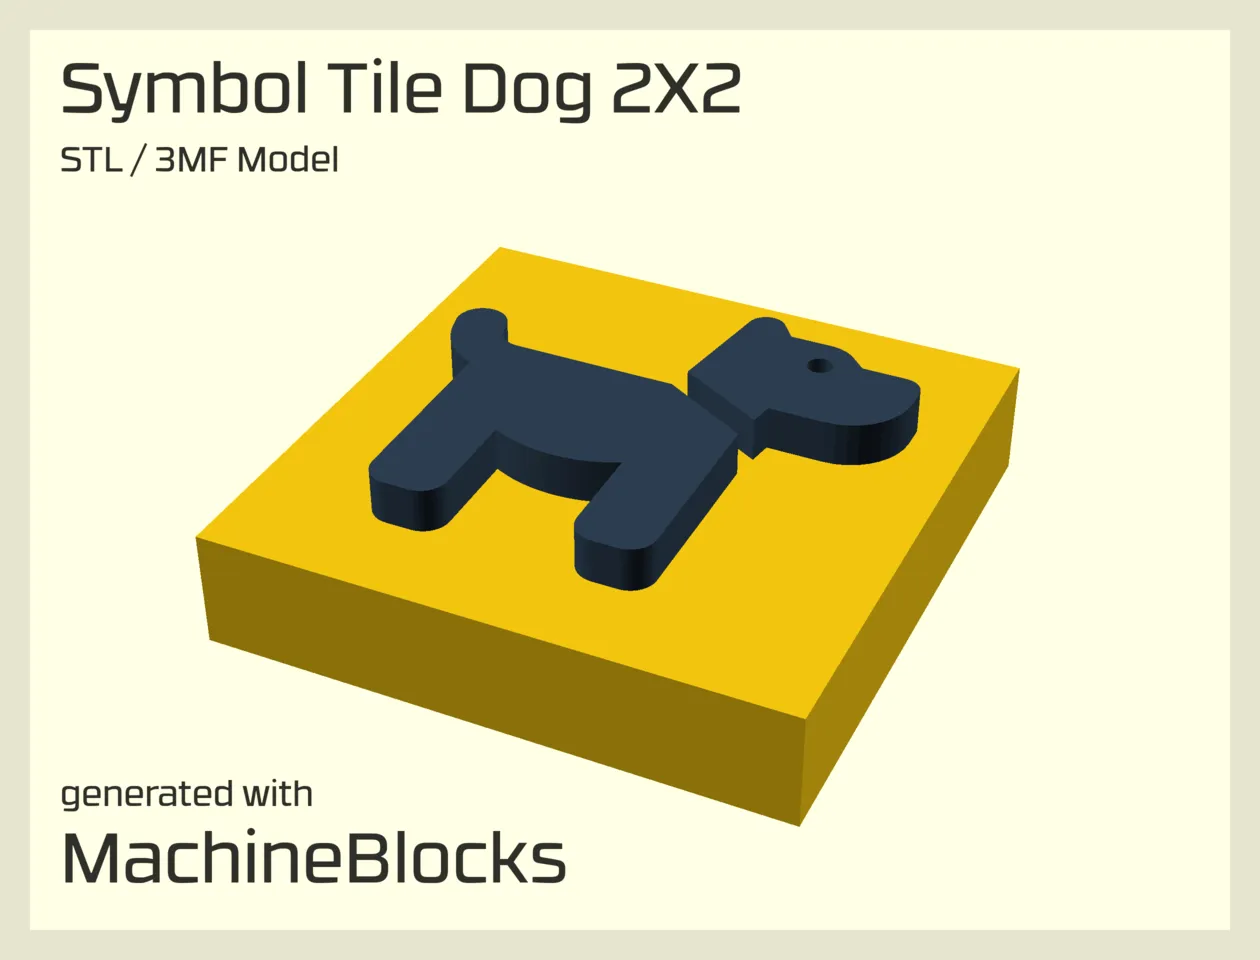 Symbol Tile Dog 2X2
STL / 3MF Model
generated with
MachineBlocks